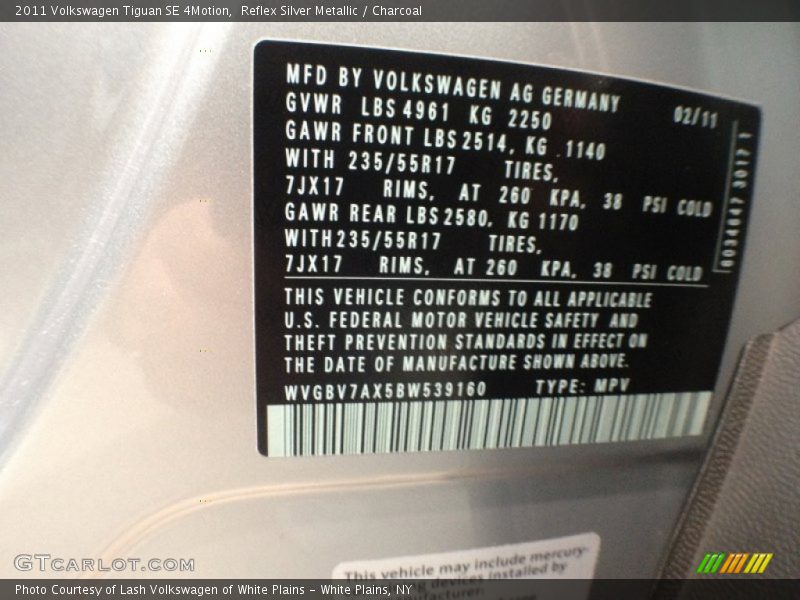 2011 Volkswagen Tiguan SE 4Motion, Reflex Silver Metallic / Charcoal
MFD BY VOLKSWAGEN AG GERMANY 02/11
GVWR LBS 4961 KG 2250
GAWR FRONT LBS 2514, KG 1140
WITH 235/55R17 TIRES,
7JX17 RIMS, AT 260 KPA, 38 PSI COLD
GAWR REAR LBS 2580, KG 1170
WITH 235/55R17 TIRES,
7JX17 RIMS, AT 260 KPA, 38 PSI COLD
THIS VEHICLE CONFORMS TO ALL APPLICABLE
U.S. FEDERAL MOTOR VEHICLE SAFETY AND
THEFT PREVENTION STANDARDS IN EFFECT ON
THE DATE OF MANUFACTURE SHOWN ABOVE.
WVGBV7AX5BW539160 TYPE: MPV
This vehicle may include mercury-
devices installed by
GTCARLOT.COM
Photo Courtesy of Lash Volkswagen of White Plains - White Plains, NY